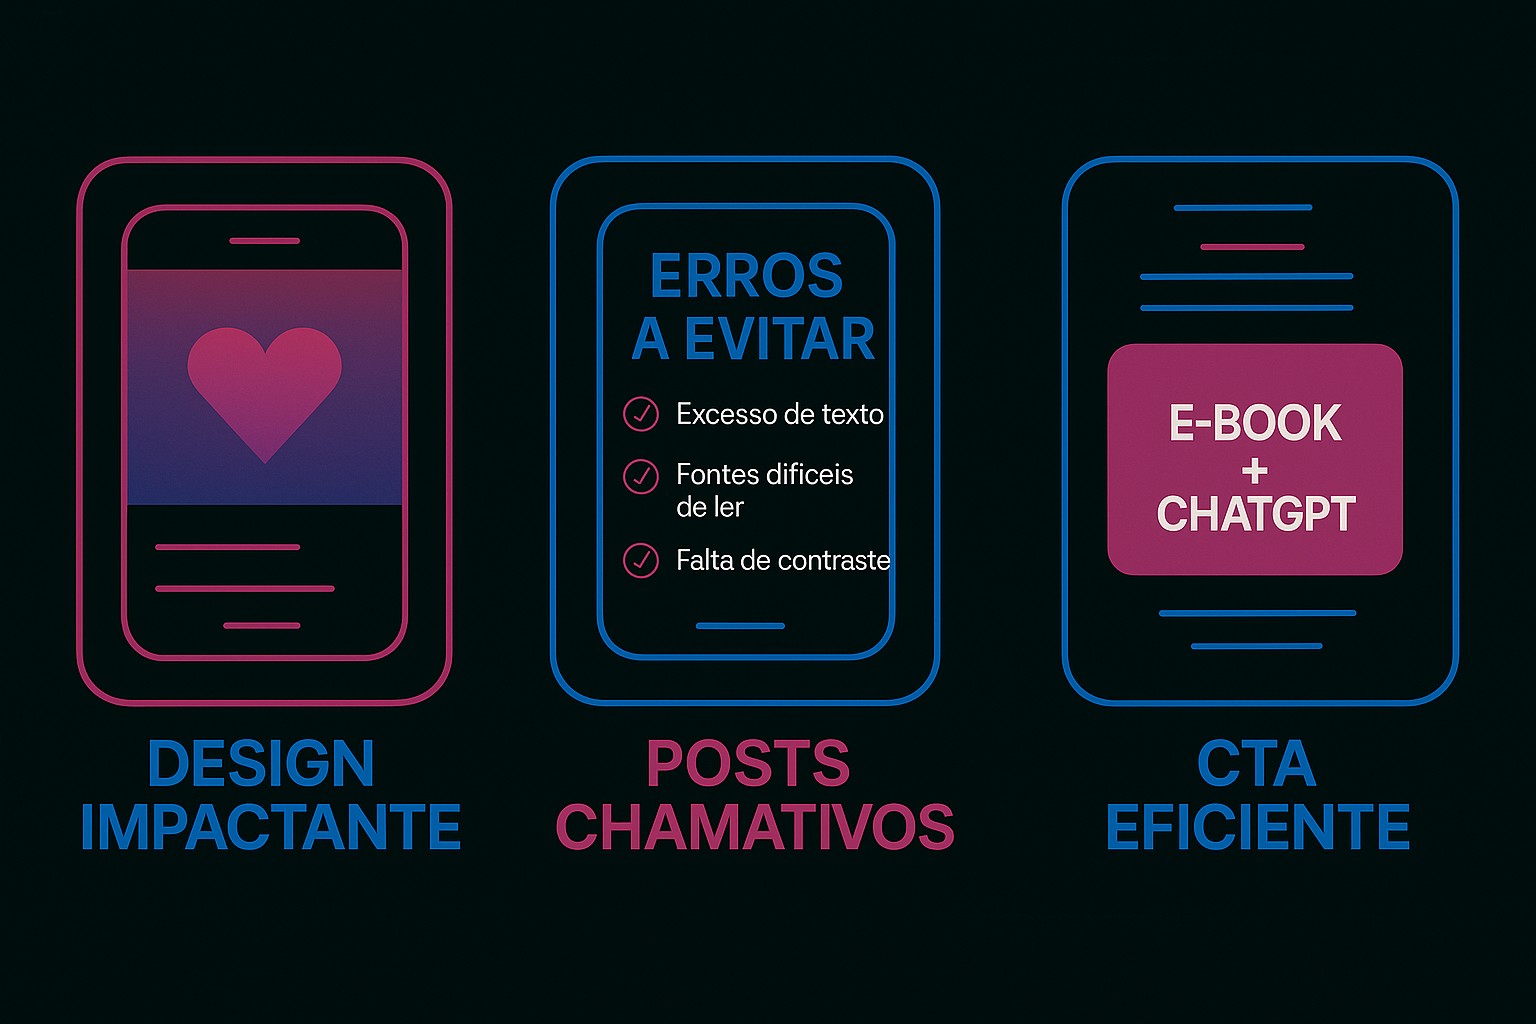 ERROS
A EVITAR
Excesso de texto
Fontes dificeis
de ler
Falta de contraste
E-BOOK
+
CHATGPT
DESIGN
IMPACTANTE
POSTS
CHAMATIVOS
CTA
EFICIENTE